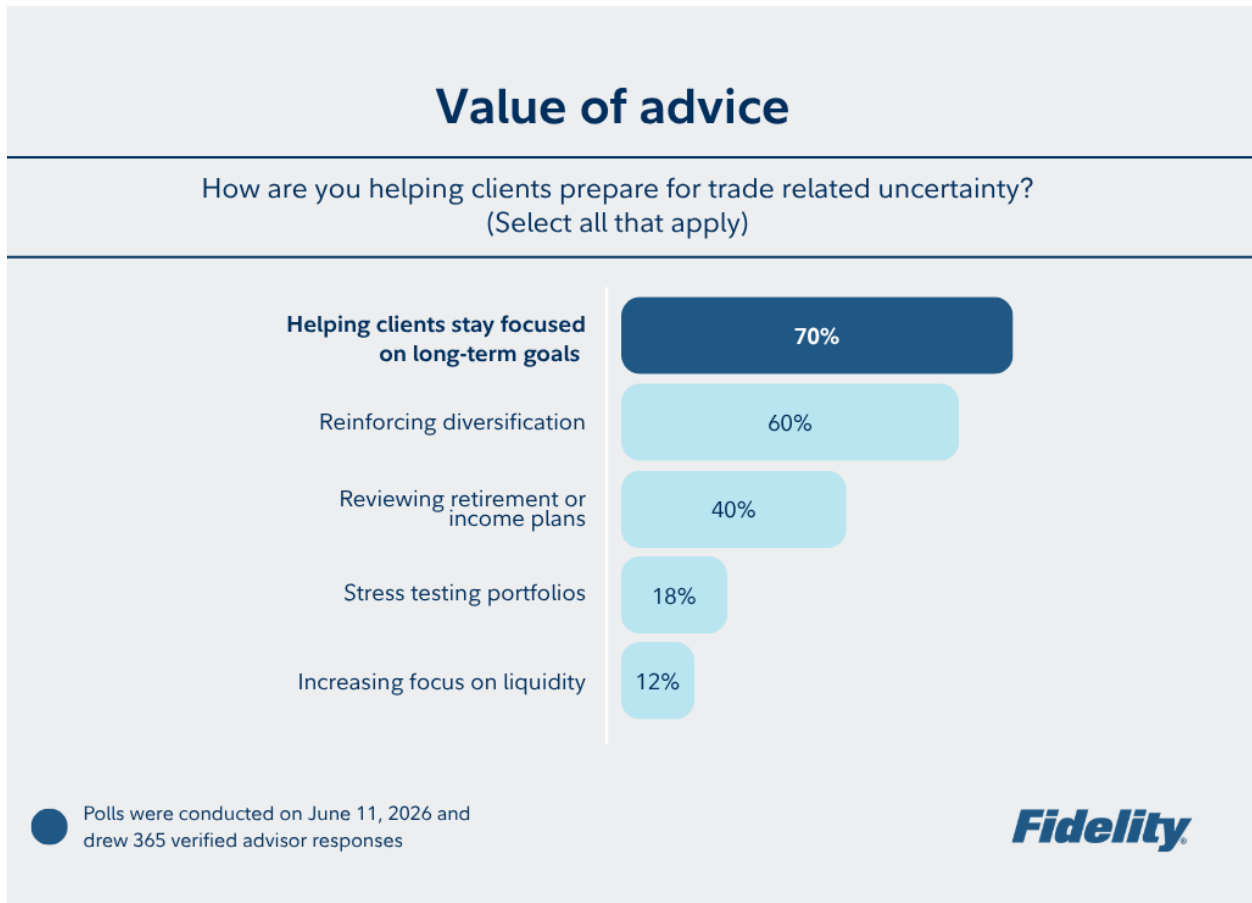 Value of advice
How are you helping clients prepare for trade related uncertainty?
(Select all that apply)
Helping clients stay focused
on long-term goals
70%
Reinforcing diversification
60%
Reviewing retirement or
income plans
40%
Stress testing portfolios
18%
Increasing focus on liquidity
12%
Polls were conducted on June 11, 2026 and
drew 365 verified advisor responses
Fidelity®